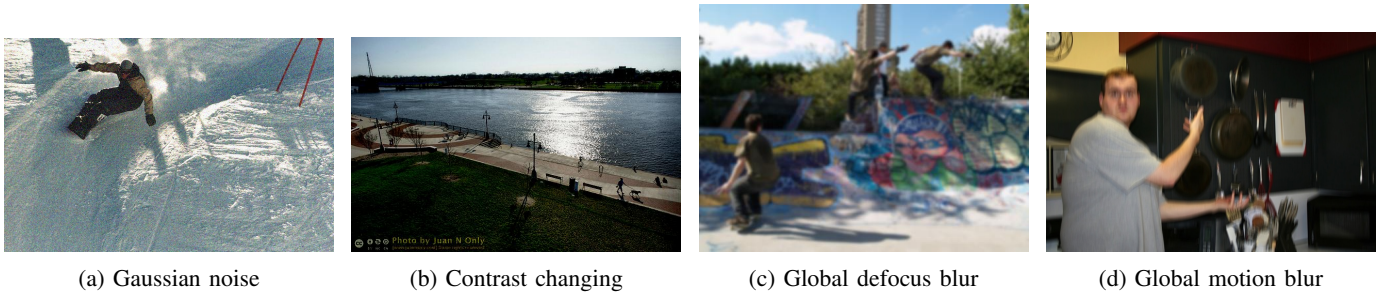 Photo by Juan N Only
(a) Gaussian noise
(b) Contrast changing
(c) Global defocus blur
(d) Global motion blur